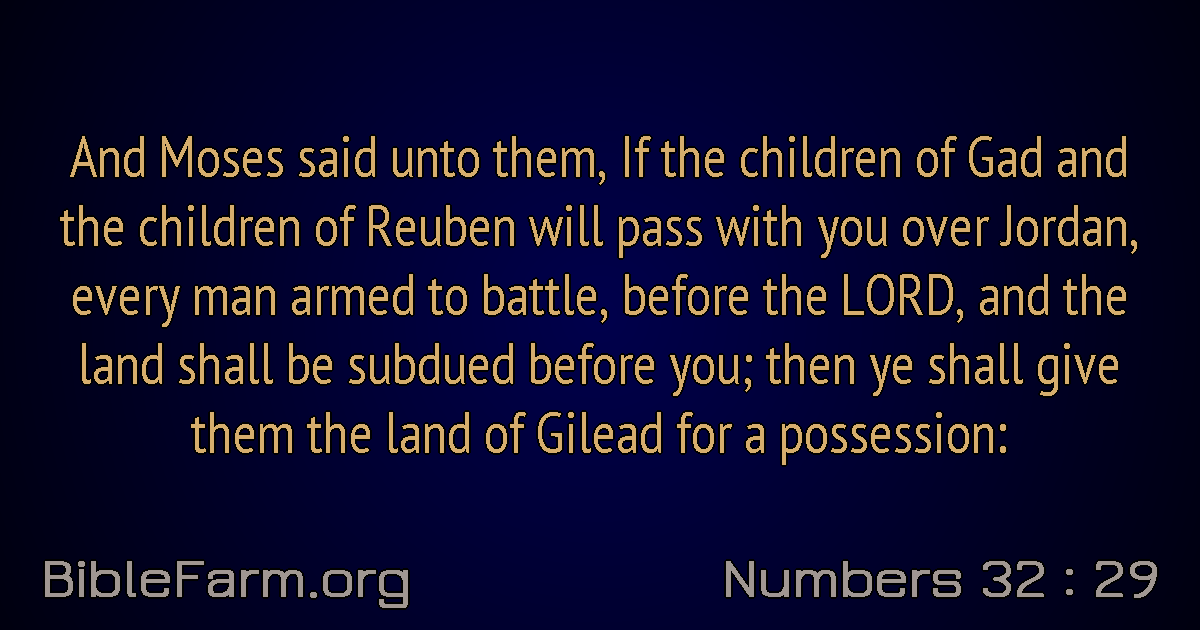 And Moses said unto them, If the children of Gad and
the children of Reuben will pass with you over Jordan,
every man armed to battle, before the LORD, and the
land shall be subdued before you; then ye shall give
them the land of Gilead for a possession:
BibleFarm.org
Numbers 32 : 29